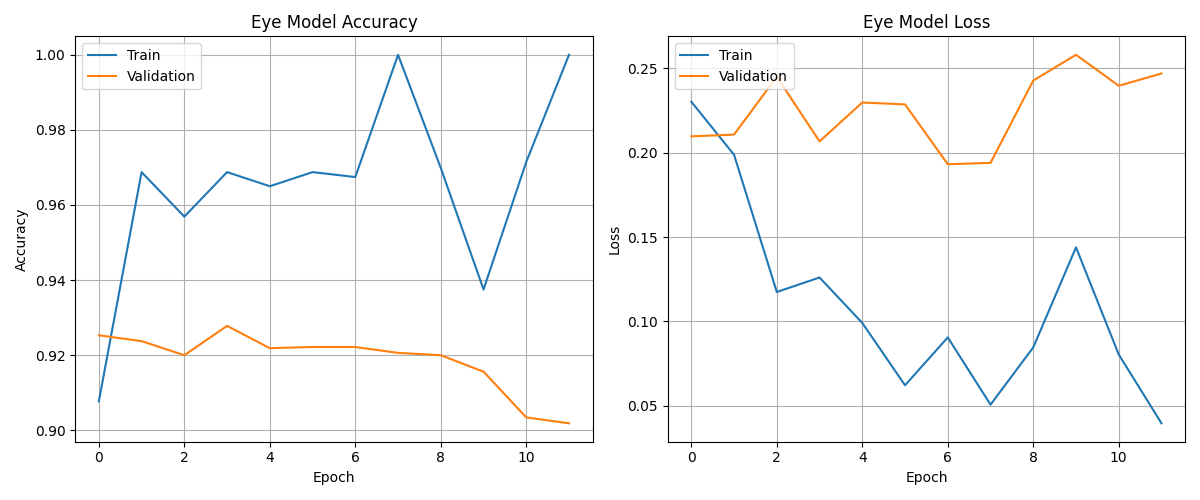 Eye Model Accuracy
Train
Validation
1.00
0.98
0.96
0.94
0.92
0.90
Accuracy
0 2 4 6 8 10
Epoch
Eye Model Loss
Train
Validation
0.25
0.20
0.15
0.10
0.05
Loss
0 2 4 6 8 10
Epoch